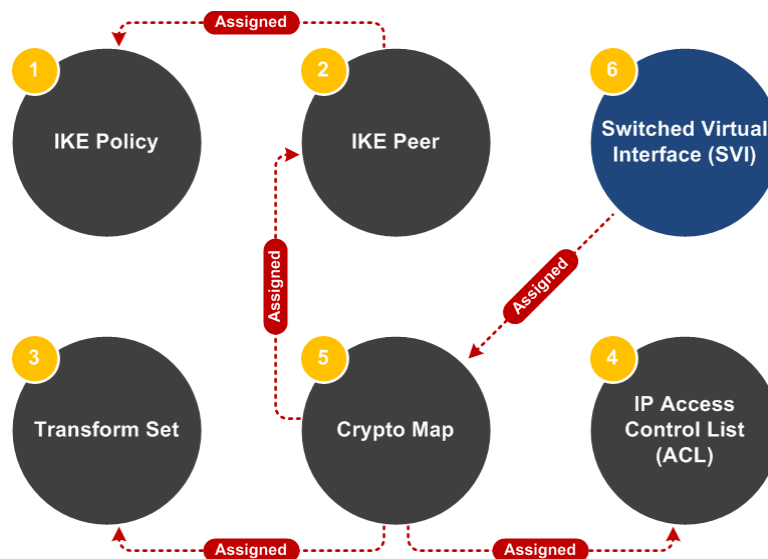 Assigned
1
2
6
IKE Policy
IKE Peer
Switched Virtual
Interface (SVI)
Assigned
Assigned
3
5
4
Transform Set
Crypto Map
IP Access
Control List
(ACL)
Assigned
Assigned